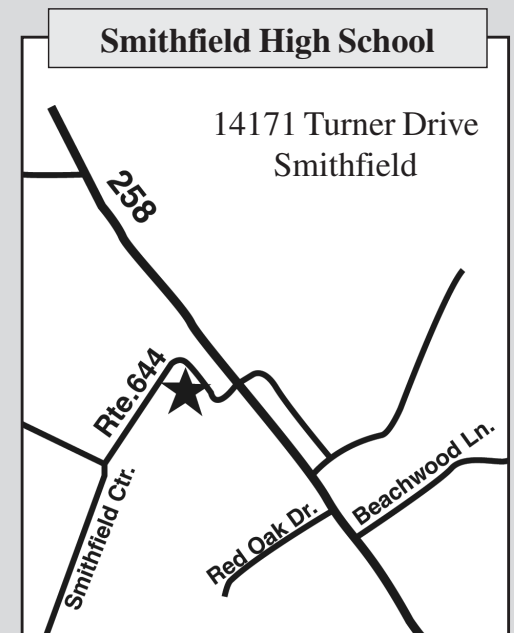 Smithfield High School
14171 Turner Drive
Smithfield
258
Rte.644
Smithfield Ctr.
Red Oak Dr.
Beachwood Ln.